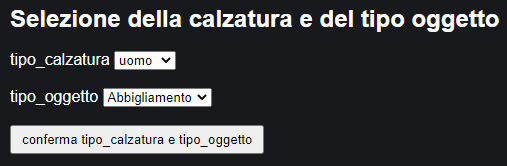 Selezione della calzatura e del tipo oggetto
tipo_calzatura uomo
tipo_oggetto Abbigliamento
conferma tipo_calzatura e tipo_oggetto